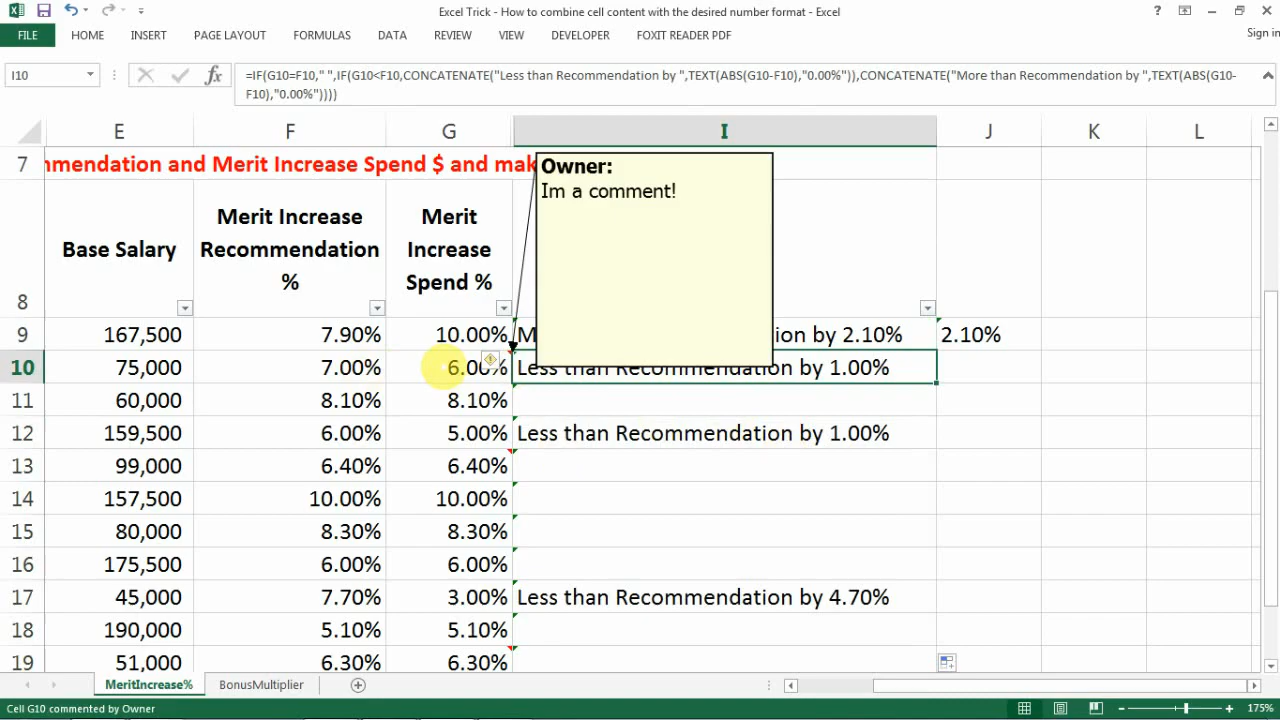 Excel Trick - How to combine cell content with the desired number format - Excel
?
FILE HOME INSERT PAGE LAYOUT FORMULAS DATA REVIEW VIEW DEVELOPER FOXIT READER PDF Sign in
I10 fx =IF(G10=F10," ",IF(G10<F10,CONCATENATE("Less than Recommendation by ",TEXT(ABS(G10-F10),"0.00%")),CONCATENATE("More than Recommendation by ",TEXT(ABS(G10-
F10),"0.00%"))))
E F G I J K L
7 mmendation and Merit Increase Spend $ and mak
Owner:
Im a comment!
8 Base Salary
Merit Increase
Recommendation
%
Merit
Increase
Spend %
9 167,500 7.90% 10.00% M ndation by 2.10% 2.10%
10 75,000 7.00% 6.00% Less than Recommendation by 1.00%
11 60,000 8.10% 8.10%
12 159,500 6.00% 5.00% Less than Recommendation by 1.00%
13 99,000 6.40% 6.40%
14 157,500 10.00% 10.00%
15 80,000 8.30% 8.30%
16 175,500 6.00% 6.00%
17 45,000 7.70% 3.00% Less than Recommendation by 4.70%
18 190,000 5.10% 5.10%
19 51,000 6.30% 6.30%
MeritIncrease% BonusMultiplier
Cell G10 commented by Owner 175%